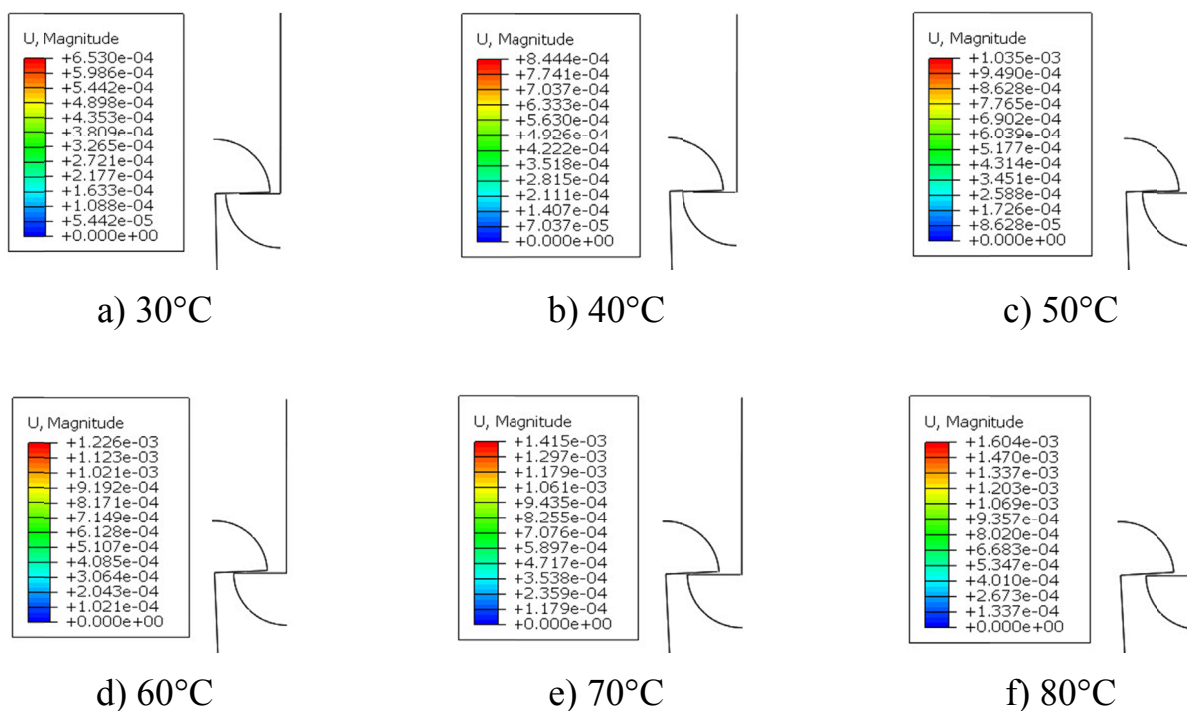 U, Magnitude
+6.530e-04
+5.986e-04
+5.442e-04
+4.898e-04
+4.353e-04
+3.809e-04
+3.265e-04
+2.721e-04
+2.177e-04
+1.633e-04
+1.088e-04
+5.442e-05
+0.000e+00
a) 30°C
U, Magnitude
+8.444e-04
+7.741e-04
+7.037e-04
+6.333e-04
+5.630e-04
+4.926e-04
+4.222e-04
+3.518e-04
+2.815e-04
+2.111e-04
+1.407e-04
+7.037e-05
+0.000e+00
b) 40°C
U, Magnitude
+1.035e-03
+9.490e-04
+8.628e-04
+7.765e-04
+6.902e-04
+6.039e-04
+5.177e-04
+4.314e-04
+3.451e-04
+2.588e-04
+1.726e-04
+8.628e-05
+0.000e+00
c) 50°C
U, Magnitude
+1.226e-03
+1.123e-03
+1.021e-03
+9.192e-04
+8.171e-04
+7.149e-04
+6.128e-04
+5.107e-04
+4.085e-04
+3.064e-04
+2.043e-04
+1.021e-04
+0.000e+00
d) 60°C
U, Magnitude
+1.415e-03
+1.297e-03
+1.179e-03
+1.061e-03
+9.435e-04
+8.255e-04
+7.076e-04
+5.897e-04
+4.717e-04
+3.538e-04
+2.359e-04
+1.179e-04
+0.000e+00
e) 70°C
U, Magnitude
+1.604e-03
+1.470e-03
+1.337e-03
+1.203e-03
+1.069e-03
+9.357e-04
+8.020e-04
+6.683e-04
+5.347e-04
+4.010e-04
+2.673e-04
+1.337e-04
+0.000e+00
f) 80°C